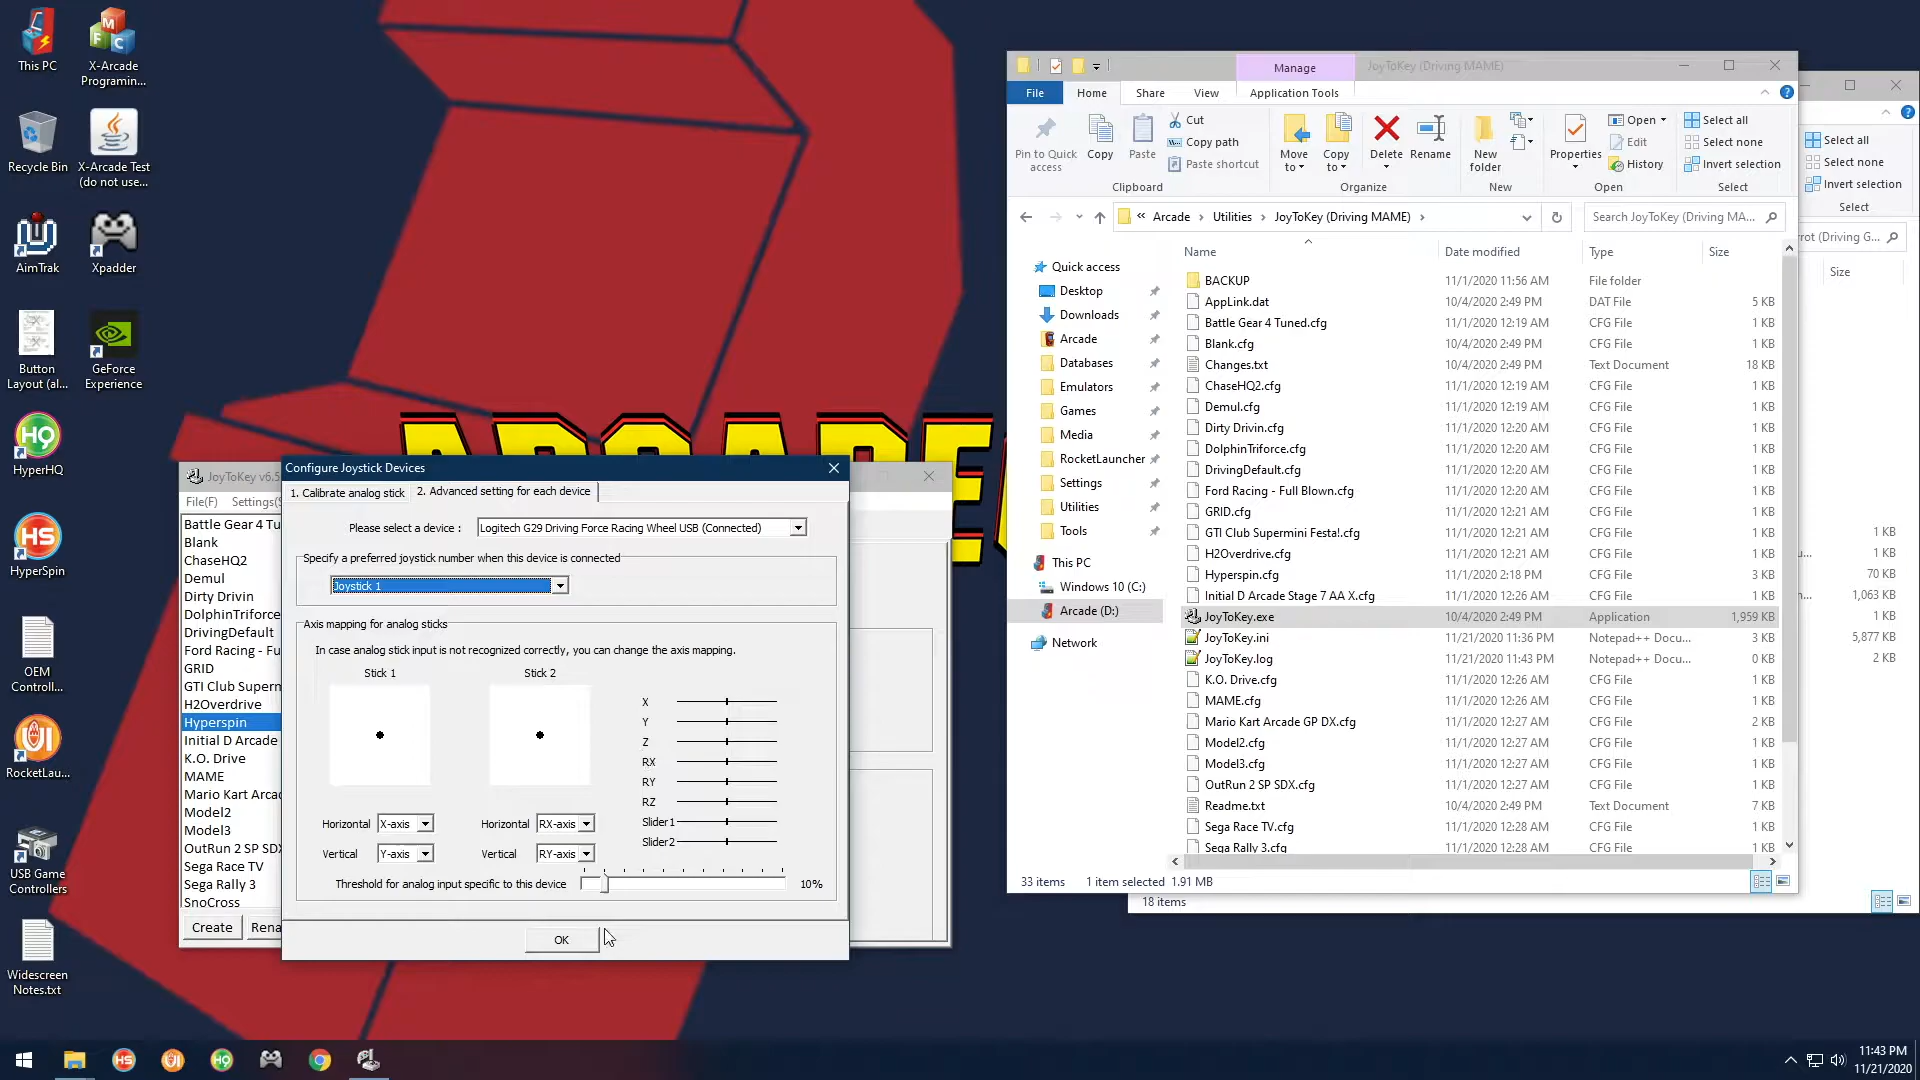 This PC
X-Arcade
Programin...
Recycle Bin
X-Arcade Test
(do not use...
AimTrak
Xpadder
Button
Layout (al...
GeForce
Experience
HyperHQ
HyperSpin
OEM
Controll...
RocketLau...
USB Game
Controllers
Widescreen
Notes.txt
JoyToKey v6.5
File(F) Settings(S
Battle Gear 4 Tu
Blank
ChaseHQ2
Demul
Dirty Drivin
DolphinTriforce
DrivingDefault
Ford Racing - Fu
GRID
GTI Club Superm
H2Overdrive
Hyperspin
Initial D Arcade
K.O. Drive
MAME
Mario Kart Arcad
Model2
Model3
OutRun 2 SP SDX
Sega Race TV
Sega Rally 3
SnoCross
Create Rena
Configure Joystick Devices
1. Calibrate analog stick 2. Advanced setting for each device
Please select a device : Logitech G29 Driving Force Racing Wheel USB (Connected)
Specify a preferred joystick number when this device is connected
Joystick 1
Axis mapping for analog sticks
In case analog stick input is not recognized correctly, you can change the axis mapping.
Stick 1 Stick 2
X
Y
Z
RX
RY
RZ
Slider1
Slider2
Horizontal X-axis Horizontal RX-axis
Vertical Y-axis Vertical RY-axis
Threshold for analog input specific to this device 10%
OK
Manage JoyToKey (Driving MAME)
File Home Share View Application Tools
Pin to Quick
access
Copy
Paste
Cut
Copy path
Paste shortcut
Clipboard
Move
to
Copy
to
Delete
Rename
Organize
New
folder
New
Properties
Open
Edit
History
Open
Select all
Select none
Invert selection
Select
« Arcade > Utilities > JoyToKey (Driving MAME) >
Search JoyToKey (Driving MA...
Quick access
Desktop
Downloads
Arcade
Databases
Emulators
Games
Media
RocketLauncher
Settings
Utilities
Tools
This PC
Windows 10 (C:)
Arcade (D:)
Network
Name Date modified Type Size
BACKUP 11/1/2020 11:56 AM File folder
AppLink.dat 10/4/2020 2:49 PM DAT File 5 KB
Battle Gear 4 Tuned.cfg 11/1/2020 12:19 AM CFG File 1 KB
Blank.cfg 10/4/2020 2:49 PM CFG File 1 KB
Changes.txt 10/4/2020 2:49 PM Text Document 18 KB
ChaseHQ2.cfg 11/1/2020 12:19 AM CFG File 1 KB
Demul.cfg 11/1/2020 12:19 AM CFG File 1 KB
Dirty Drivin.cfg 11/1/2020 12:20 AM CFG File 1 KB
DolphinTriforce.cfg 11/1/2020 12:20 AM CFG File 1 KB
DrivingDefault.cfg 11/1/2020 12:20 AM CFG File 1 KB
Ford Racing - Full Blown.cfg 11/1/2020 12:20 AM CFG File 1 KB
GRID.cfg 11/1/2020 12:21 AM CFG File 1 KB
GTI Club Supermini Festa!.cfg 11/1/2020 12:21 AM CFG File 1 KB
H2Overdrive.cfg 11/1/2020 12:21 AM CFG File 1 KB
Hyperspin.cfg 11/1/2020 2:18 PM CFG File 3 KB
Initial D Arcade Stage 7 AA X.cfg 11/1/2020 12:26 AM CFG File 1 KB
JoyToKey.exe 10/4/2020 2:49 PM Application 1,959 KB
JoyToKey.ini 11/21/2020 11:36 PM Notepad++ Docu... 3 KB
JoyToKey.log 11/21/2020 11:43 PM Notepad++ Docu... 0 KB
K.O. Drive.cfg 11/1/2020 12:26 AM CFG File 1 KB
MAME.cfg 11/1/2020 12:26 AM CFG File 1 KB
Mario Kart Arcade GP DX.cfg 11/1/2020 12:27 AM CFG File 2 KB
Model2.cfg 11/1/2020 12:27 AM CFG File 1 KB
Model3.cfg 11/1/2020 12:27 AM CFG File 1 KB
OutRun 2 SP SDX.cfg 11/1/2020 12:27 AM CFG File 1 KB
Readme.txt 10/4/2020 2:49 PM Text Document 7 KB
Sega Race TV.cfg 11/1/2020 12:28 AM CFG File 1 KB
Sega Rally 3.cfg 11/1/2020 12:28 AM CFG File 1 KB
33 items 1 item selected 1.91 MB
Select all
Select none
Invert selection
Select
rrot (Driving G...
Size
1 KB
1 KB
70 KB
1,063 KB
1 KB
5,877 KB
2 KB
18 items
11:43 PM
11/21/2020